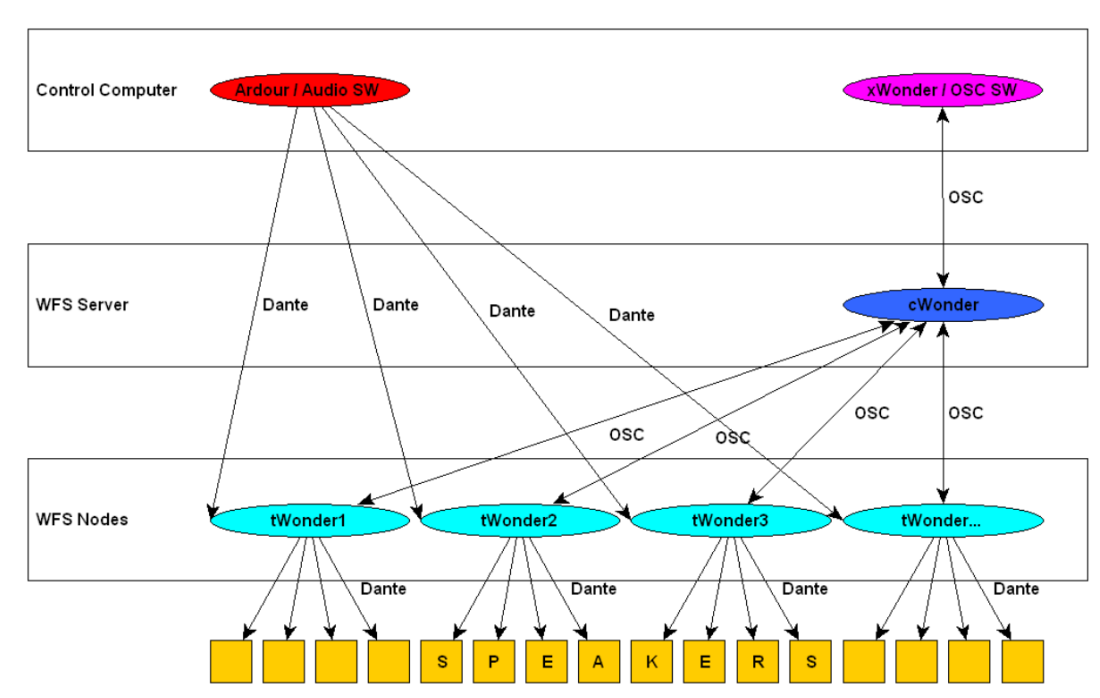 Control Computer
Ardour / Audio SW
xWonder / OSC SW
OSC
WFS Server
Dante
Dante
Dante
Dante
cWonder
OSC
OSC
OSC
OSC
WFS Nodes
tWonder1
tWonder2
tWonder3
tWonder...
Dante
Dante
Dante
Dante
S P E A K E R S